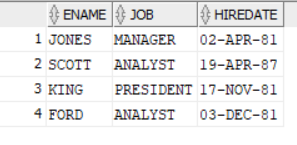 ENAME JOB HIREDATE
1 JONES MANAGER 02-APR-81
2 SCOTT ANALYST 19-APR-87
3 KING PRESIDENT 17-NOV-81
4 FORD ANALYST 03-DEC-81